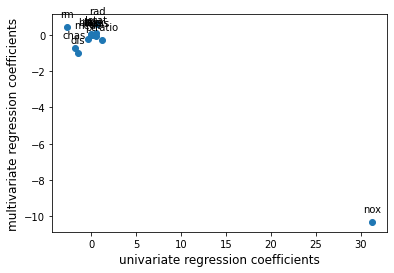 rm
rad
chas
dis
nox
0
−2
−4
−6
−8
−10
0
5
10
15
20
25
30
univariate regression coefficients
multivariate regression coefficients